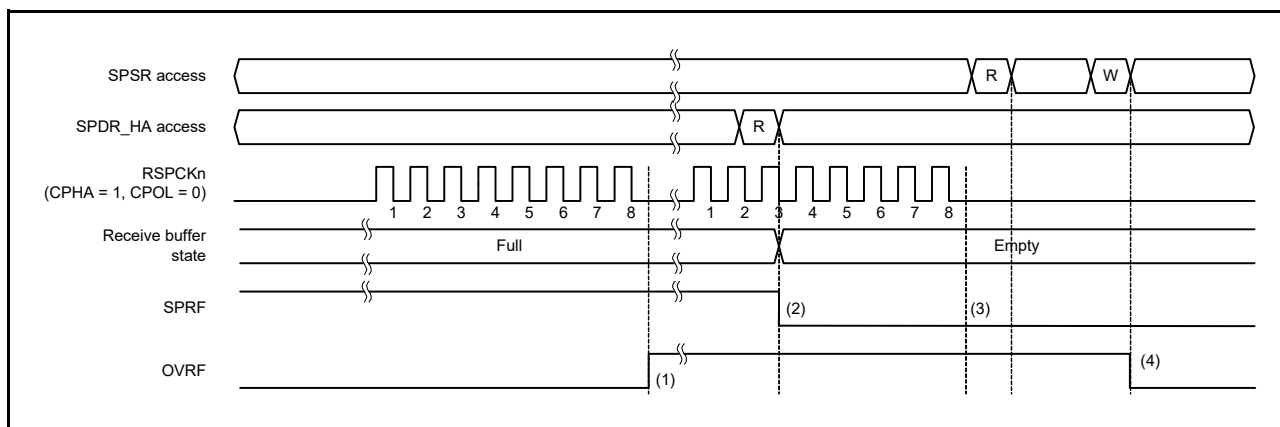 SPSR access
R
W
SPDR_HA access
R
RSPCKn
(CPHA = 1, CPOL = 0)
1 2 3 4 5 6 7 8 1 2 3 4 5 6 7 8
Receive buffer
state
Full
Empty
SPRF
(2)
(3)
OVRF
(1)
(4)